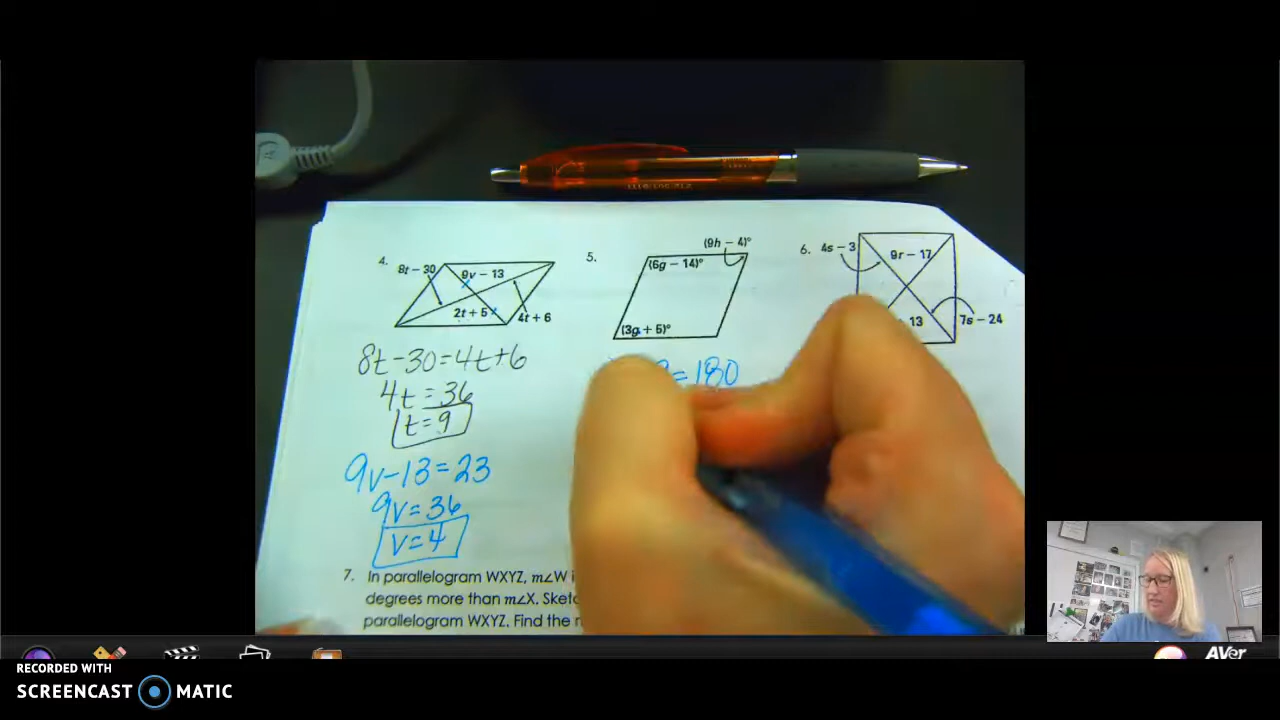 4.
8t – 30
9v – 13
2t + 5
4t + 6
8t-30=4t+6
4t=36
t=9
9v-13=23
9v=36
v=4
5.
(9h – 4)°
(6g – 14)°
(3g + 5)°
=180
6.
4s – 3
9r – 17
13
7s – 24
7. In parallelogram WXYZ, m∠W
degrees more than m∠X.
parallelogram WXYZ. Find the
RECORDED WITH
SCREENCAST MATIC
AVer